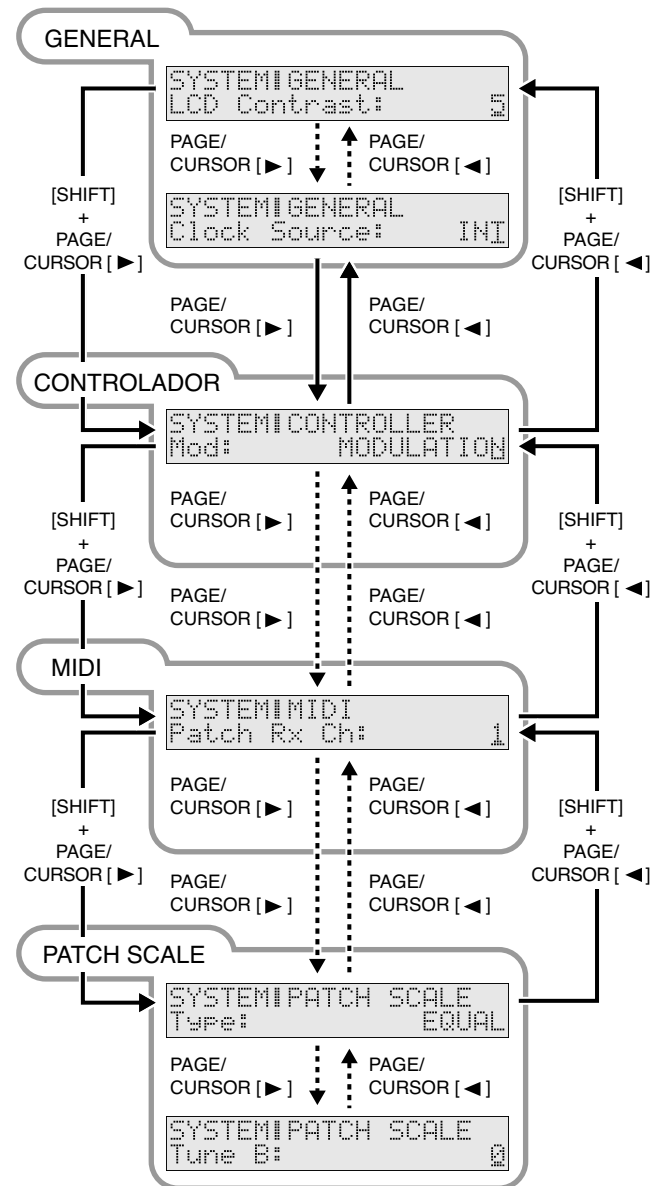 GENERAL
SYSTEM GENERAL
LCD Contrast: 5
PAGE/
CURSOR [▶]
PAGE/
CURSOR [◀]
[SHIFT]
+
PAGE/
CURSOR [▶]
[SHIFT]
+
PAGE/
CURSOR [◀]
SYSTEM GENERAL
Clock Source: INT
PAGE/
CURSOR [▶]
PAGE/
CURSOR [◀]
CONTROLADOR
SYSTEM CONTROLLER
Mod: MODULATION
PAGE/
CURSOR [▶]
PAGE/
CURSOR [◀]
[SHIFT]
+
PAGE/
CURSOR [▶]
[SHIFT]
+
PAGE/
CURSOR [◀]
PAGE/
CURSOR [▶]
PAGE/
CURSOR [◀]
MIDI
SYSTEM MIDI
Patch Rx Ch: 1
PAGE/
CURSOR [▶]
PAGE/
CURSOR [◀]
[SHIFT]
+
PAGE/
CURSOR [▶]
[SHIFT]
+
PAGE/
CURSOR [◀]
PAGE/
CURSOR [▶]
PAGE/
CURSOR [◀]
PATCH SCALE
SYSTEM PATCH SCALE
Type: EQUAL
PAGE/
CURSOR [▶]
PAGE/
CURSOR [◀]
SYSTEM PATCH SCALE
Tune B: 0